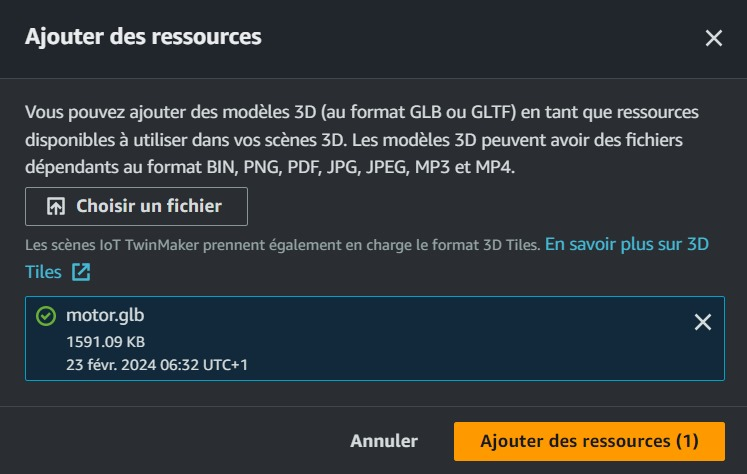 Ajouter des ressources
Vous pouvez ajouter des modèles 3D (au format GLB ou GLTF) en tant que ressources
disponibles à utiliser dans vos scènes 3D. Les modèles 3D peuvent avoir des fichiers
dépendants au format BIN, PNG, PDF, JPG, JPEG, MP3 et MP4.
Choisir un fichier
Les scènes IoT TwinMaker prennent également en charge le format 3D Tiles. En savoir plus sur 3D
Tiles
motor.glb
1591.09 KB
23 févr. 2024 06:32 UTC+1
Annuler
Ajouter des ressources (1)